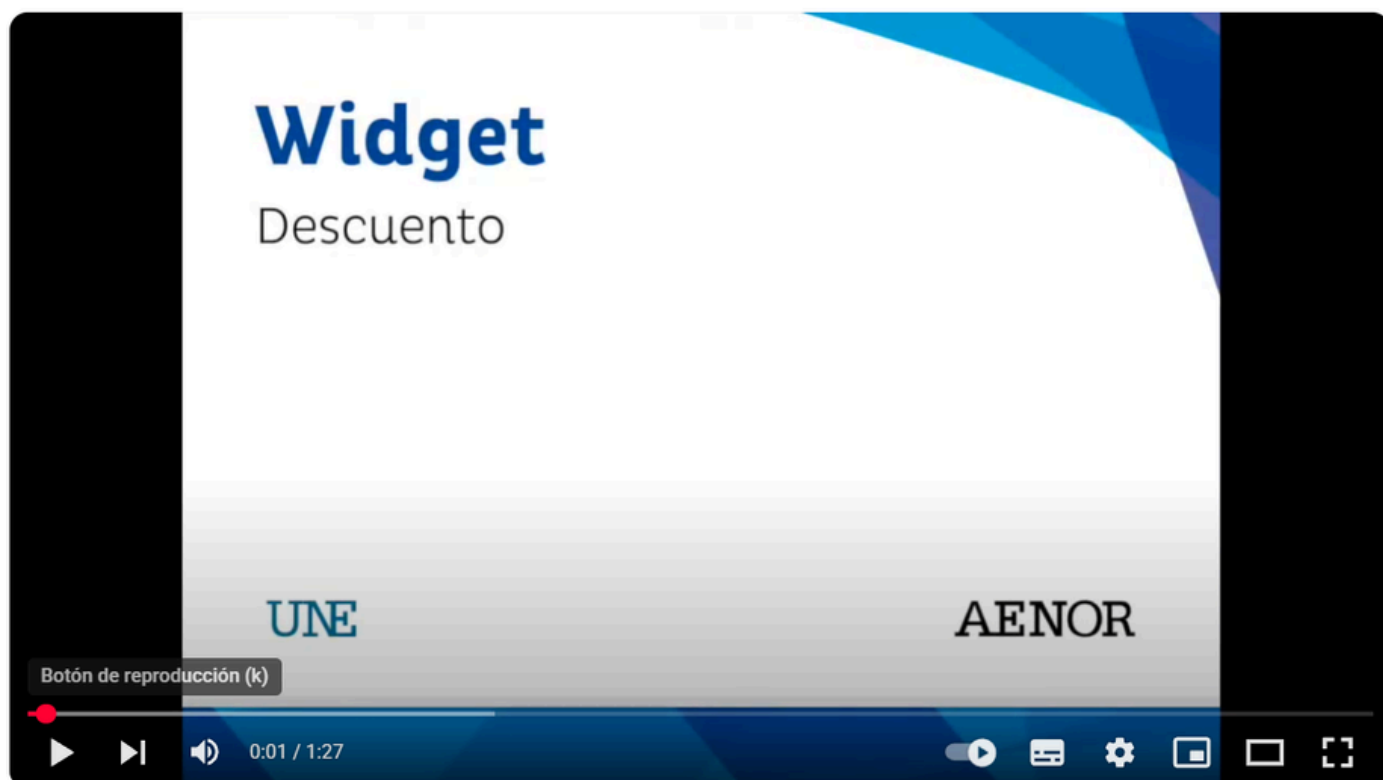 Widget
Descuento
UNE
AENOR
Botón de reproducción (k)
0:01 / 1:27